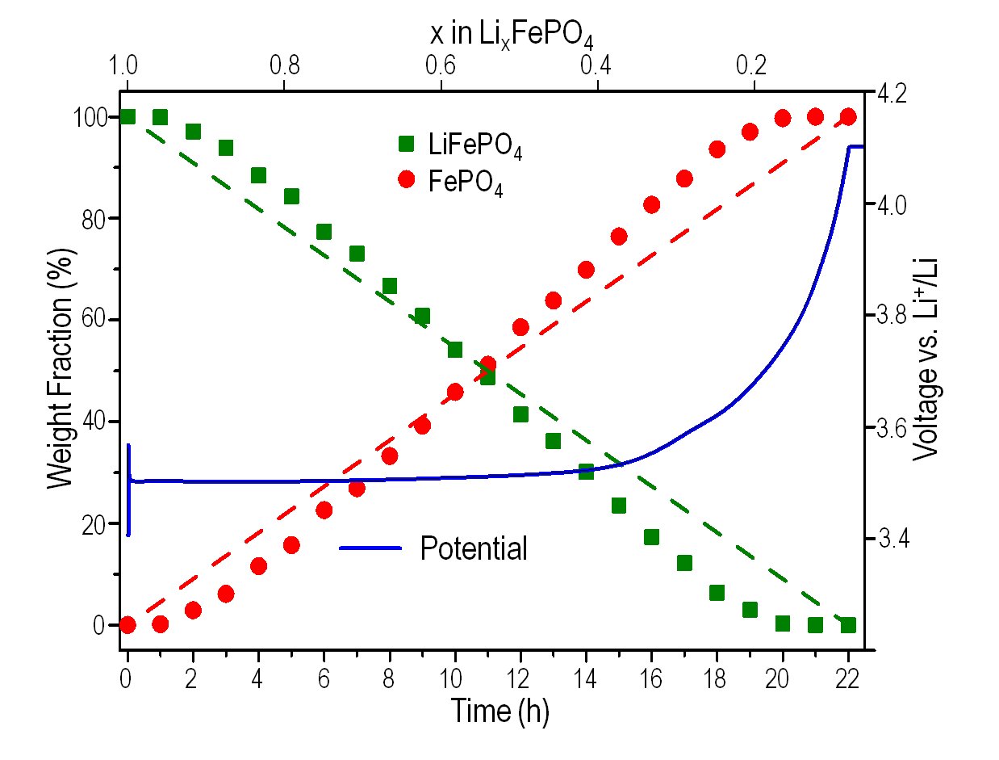 x in LiₓFePO₄
1.0 0.8 0.6 0.4 0.2
100
80
60
40
20
0
Weight Fraction (%)
LiFePO₄
FePO₄
Potential
4.2
4.0
3.8
3.6
3.4
Voltage vs. Li⁺/Li
0 2 4 6 8 10 12 14 16 18 20 22
Time (h)